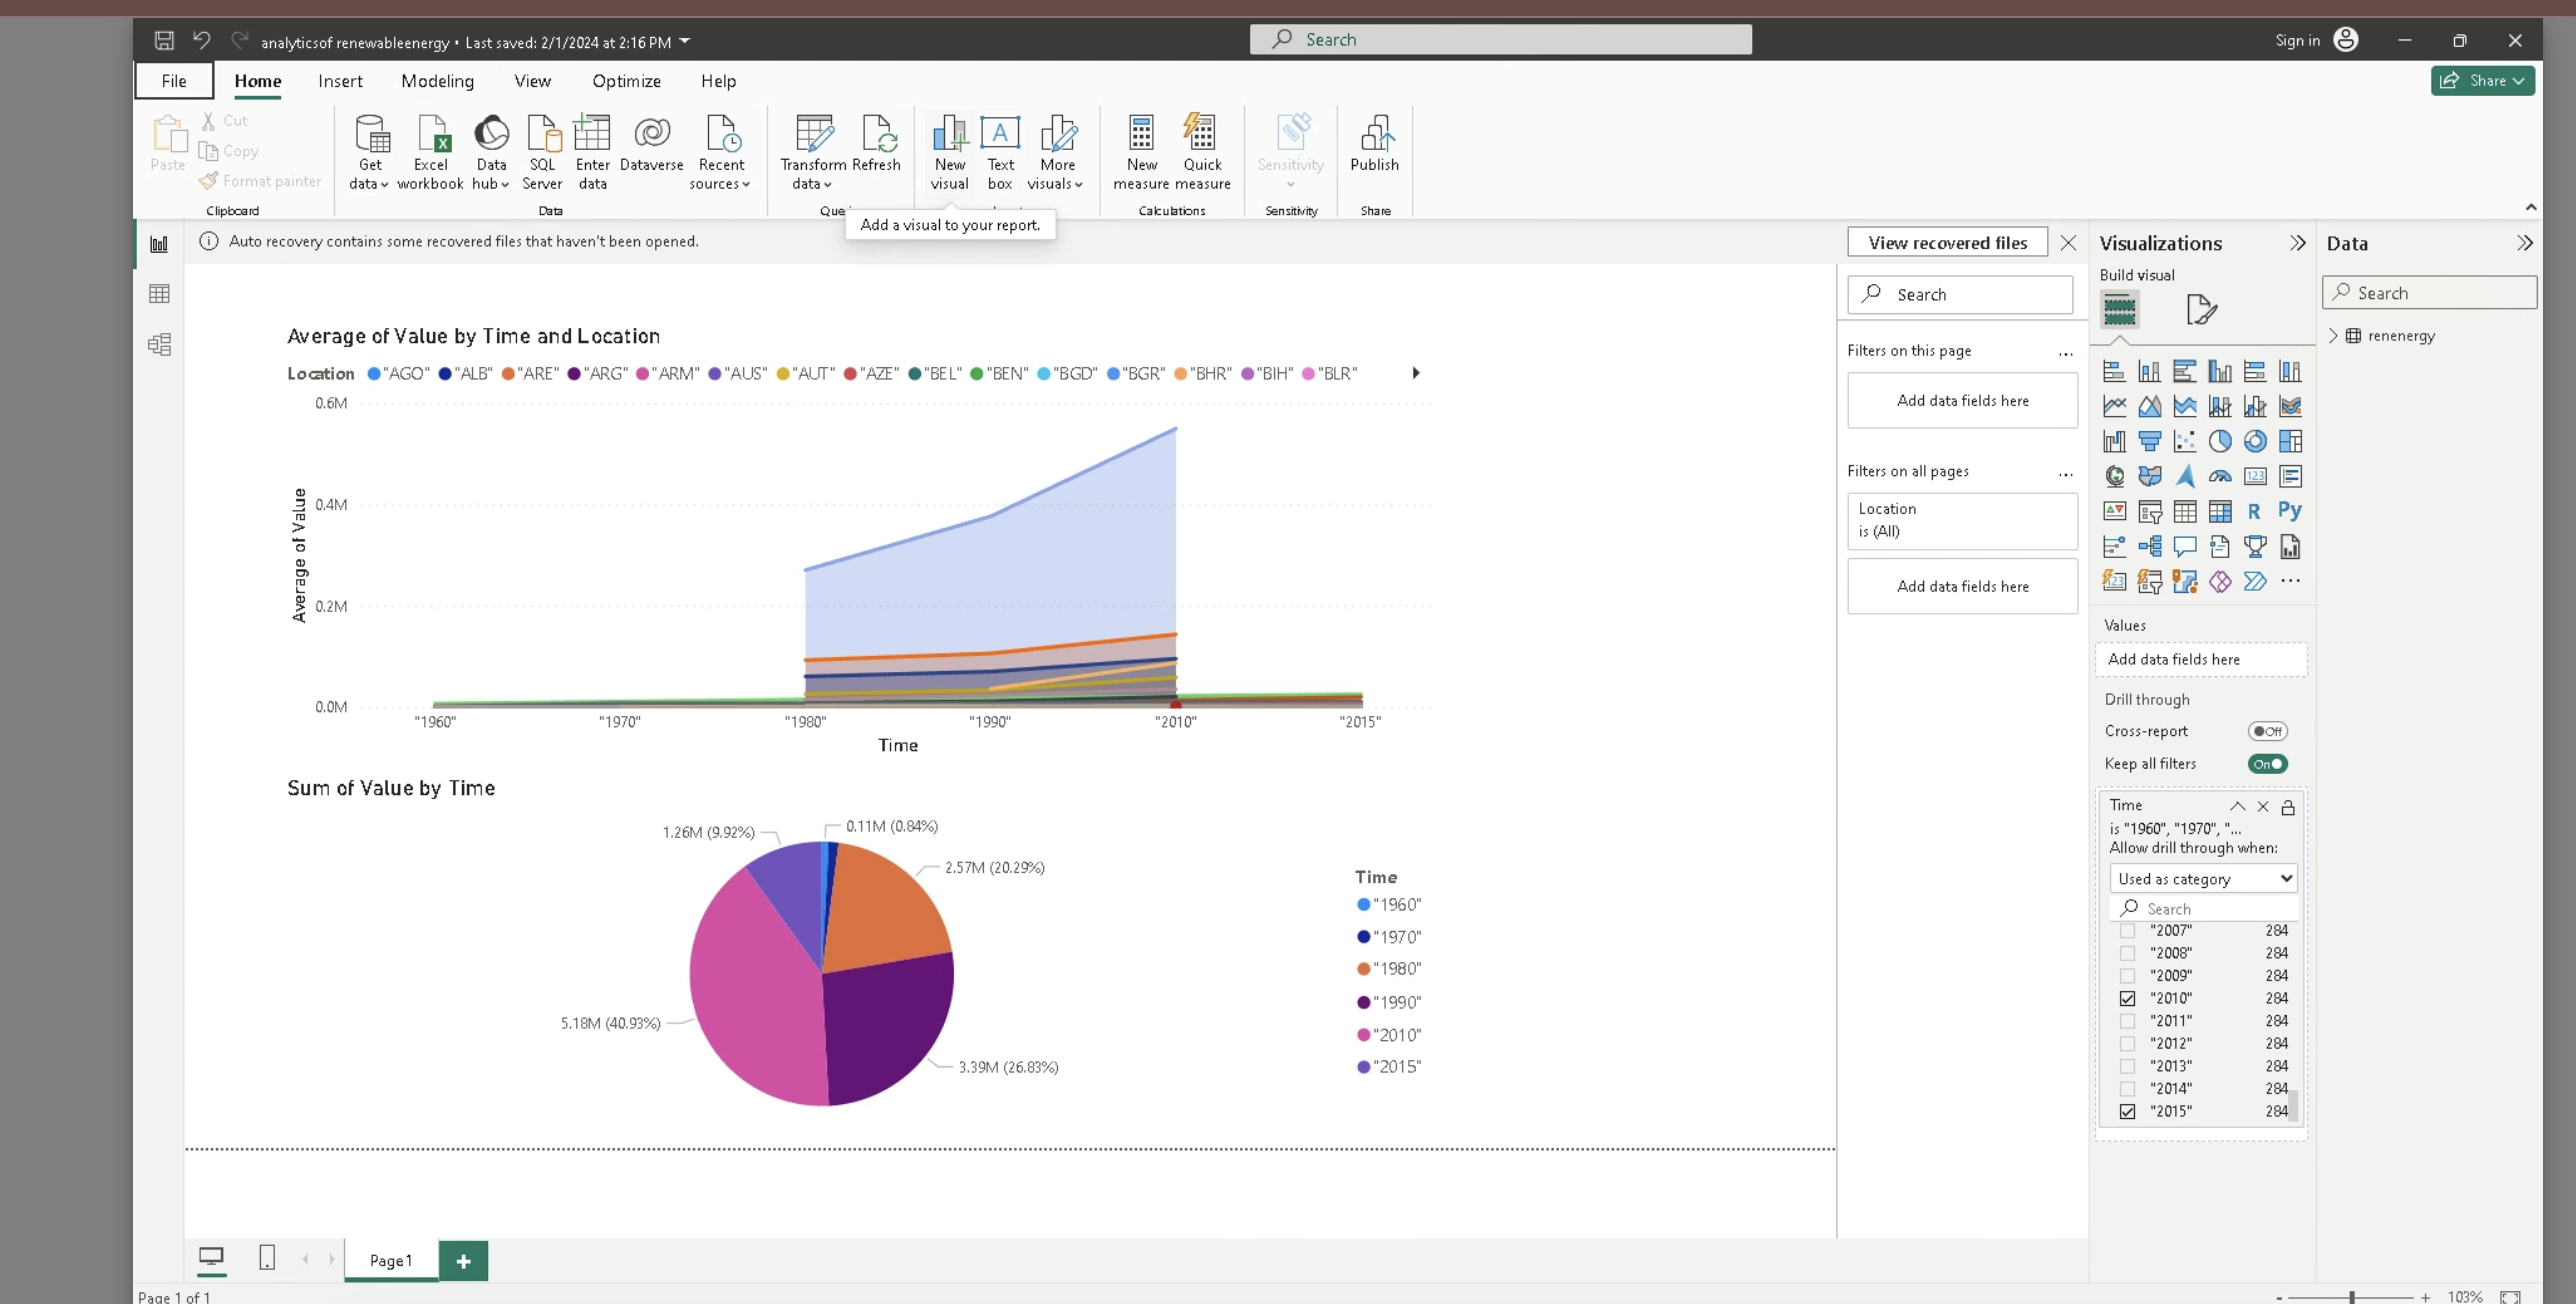 analyticsof renewableenergy • Last saved: 2/1/2024 at 2:16 PM
Search
Sign in
File Home Insert Modeling View Optimize Help
Share
Paste
Cut
Copy
Format painter
Clipboard
Get data
Excel workbook
Data hub
SQL Server
Enter data
Dataverse
Recent sources
Data
Transform data
Refresh
New visual
Text box
More visuals
New measure
Quick measure
Calculations
Sensitivity
Sensitivity
Publish
Share
Add a visual to your report.
Auto recovery contains some recovered files that haven't been opened.
View recovered files
Average of Value by Time and Location
Location "AGO" "ALB" "ARE" "ARG" "ARM" "AUS" "AUT" "AZE" "BEL" "BEN" "BGD" "BGR" "BHR" "BIH" "BLR"
0.6M
0.4M
0.2M
0.0M
Average of Value
"1960" "1970" "1980" "1990" "2010" "2015"
Time
Sum of Value by Time
1.26M (9.92%)
0.11M (0.84%)
2.57M (20.29%)
5.18M (40.93%)
3.39M (26.83%)
Time
"1960"
"1970"
"1980"
"1990"
"2010"
"2015"
Search
Filters on this page
...
Add data fields here
Filters on all pages
...
Location
is (All)
Add data fields here
Visualizations
Build visual
123
R
Py
123
...
Values
Add data fields here
Drill through
Cross-report
Off
Keep all filters
On
Time
is "1960", "1970", "...
Allow drill through when:
Used as category
Search
"2007" 284
"2008" 284
"2009" 284
"2010" 284
"2011" 284
"2012" 284
"2013" 284
"2014" 284
"2015" 284
Data
Search
renenergy
Page 1
Page 1 of 1
- + 103%